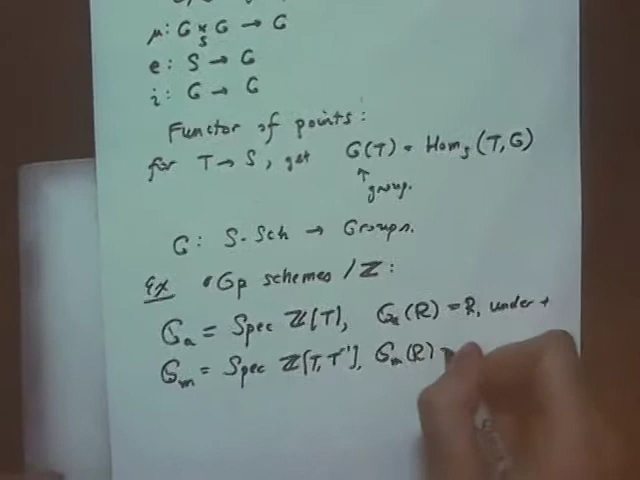 μ: G ×_S G → G
e: S → G
i: G → G
Functor of points:
for T → S, get G(T) = Hom_S (T, G)
↑
group.
G: S-Sch → Groups.
Ex • Gp schemes / ℤ:
G_a = Spec ℤ[T], G_a(R) = R, under +
G_m = Spec ℤ[T, T⁻¹], G_m(R)